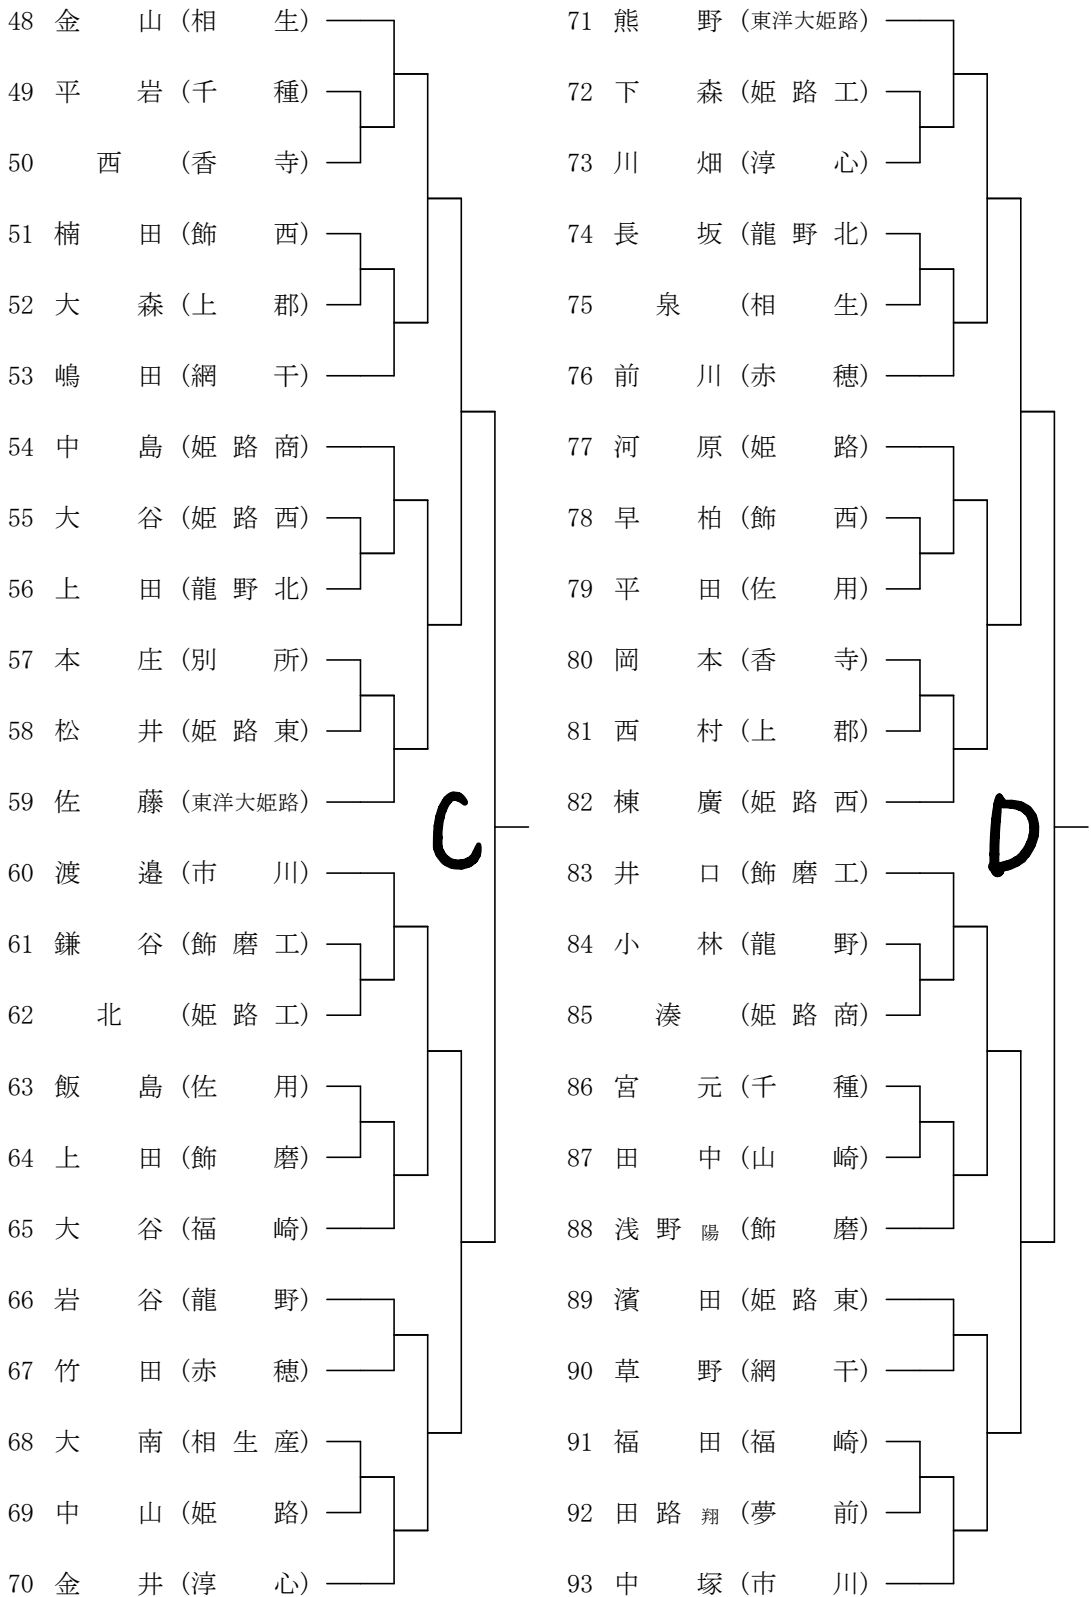 48 金山 (相生)
49 平岩 (千種)
50 西 (香寺)
51 楠田 (飾西)
52 大森 (上郡)
53 嶋田 (網干)
54 中島 (姫路商)
55 大谷 (姫路西)
56 上田 (龍野北)
57 本庄 (別所)
58 松井 (姫路東)
59 佐藤 (東洋大姫路)
60 渡邉 (市川)
61 鎌谷 (飾磨工)
62 北 (姫路工)
63 飯島 (佐用)
64 上田 (飾磨)
65 大谷 (福崎)
66 岩谷 (龍野)
67 竹田 (赤穂)
68 大南 (相生産)
69 中山 (姫路)
70 金井 (淳心)
C
71 熊野 (東洋大姫路)
72 下森 (姫路工)
73 川畑 (淳心)
74 長坂 (龍野北)
75 泉 (相生)
76 前川 (赤穂)
77 河原 (姫路)
78 早柏 (飾西)
79 平田 (佐用)
80 岡本 (香寺)
81 西村 (上郡)
82 棟廣 (姫路西)
83 井口 (飾磨工)
84 小林 (龍野)
85 湊 (姫路商)
86 宮元 (千種)
87 田中 (山崎)
88 浅野陽 (飾磨)
89 濱田 (姫路東)
90 草野 (網干)
91 福田 (福崎)
92 田路翔 (夢前)
93 中塚 (市川)
D